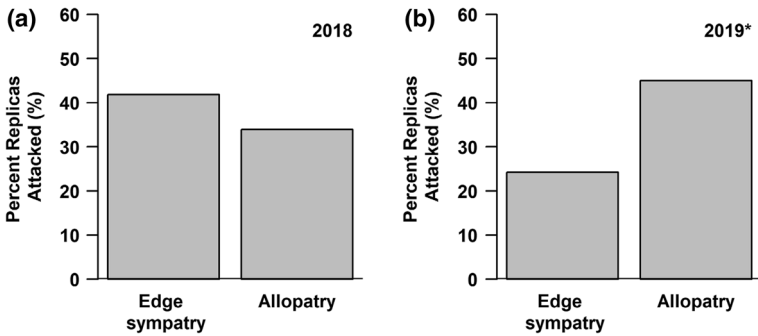 (a)
2018
Percent Replicas
Attacked (%)
60
50
40
30
20
10
0
Edge
sympatry
Allopatry
(b)
2019*
Percent Replicas
Attacked (%)
60
50
40
30
20
10
0
Edge
sympatry
Allopatry